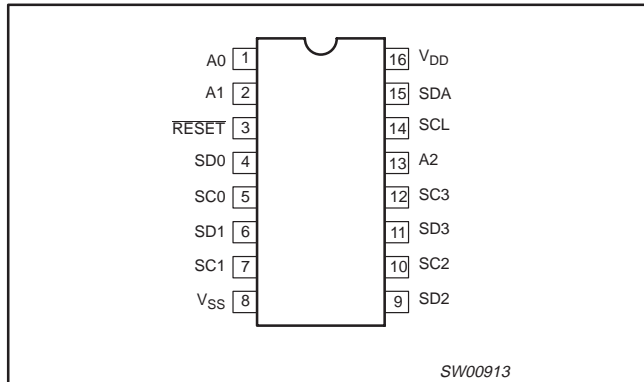 A0 1 16 VDD
A1 2 15 SDA
RESET 3 14 SCL
SD0 4 13 A2
SC0 5 12 SC3
SD1 6 11 SD3
SC1 7 10 SC2
VSS 8 9 SD2
SW00913